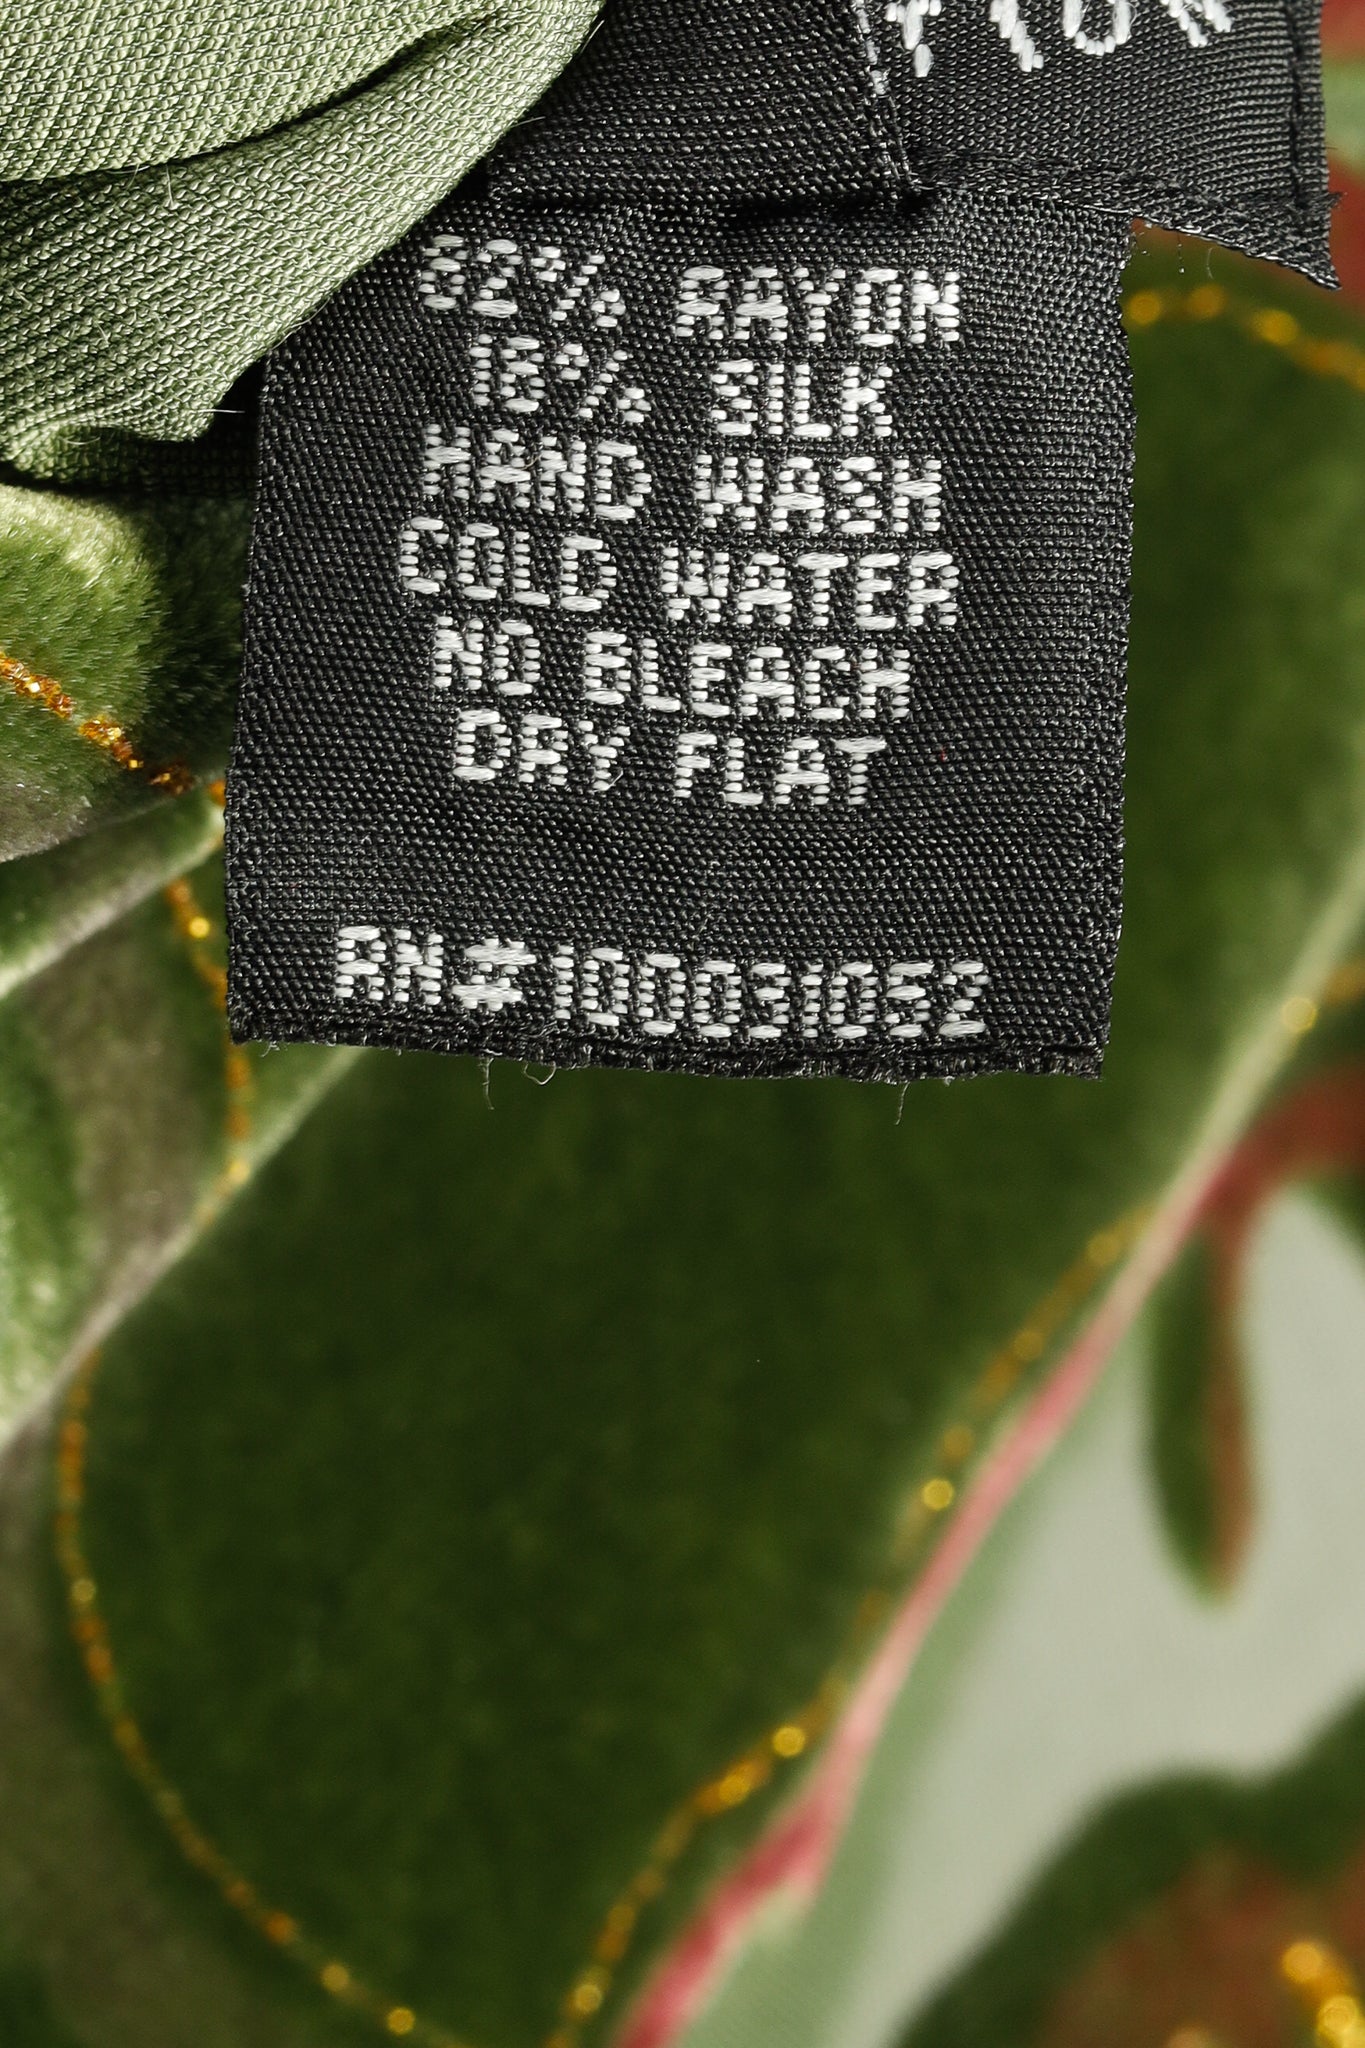 82% RAYON
18% SILK
HAND WASH
COLD WATER
NO BLEACH
DRY FLAT
RN#100031052